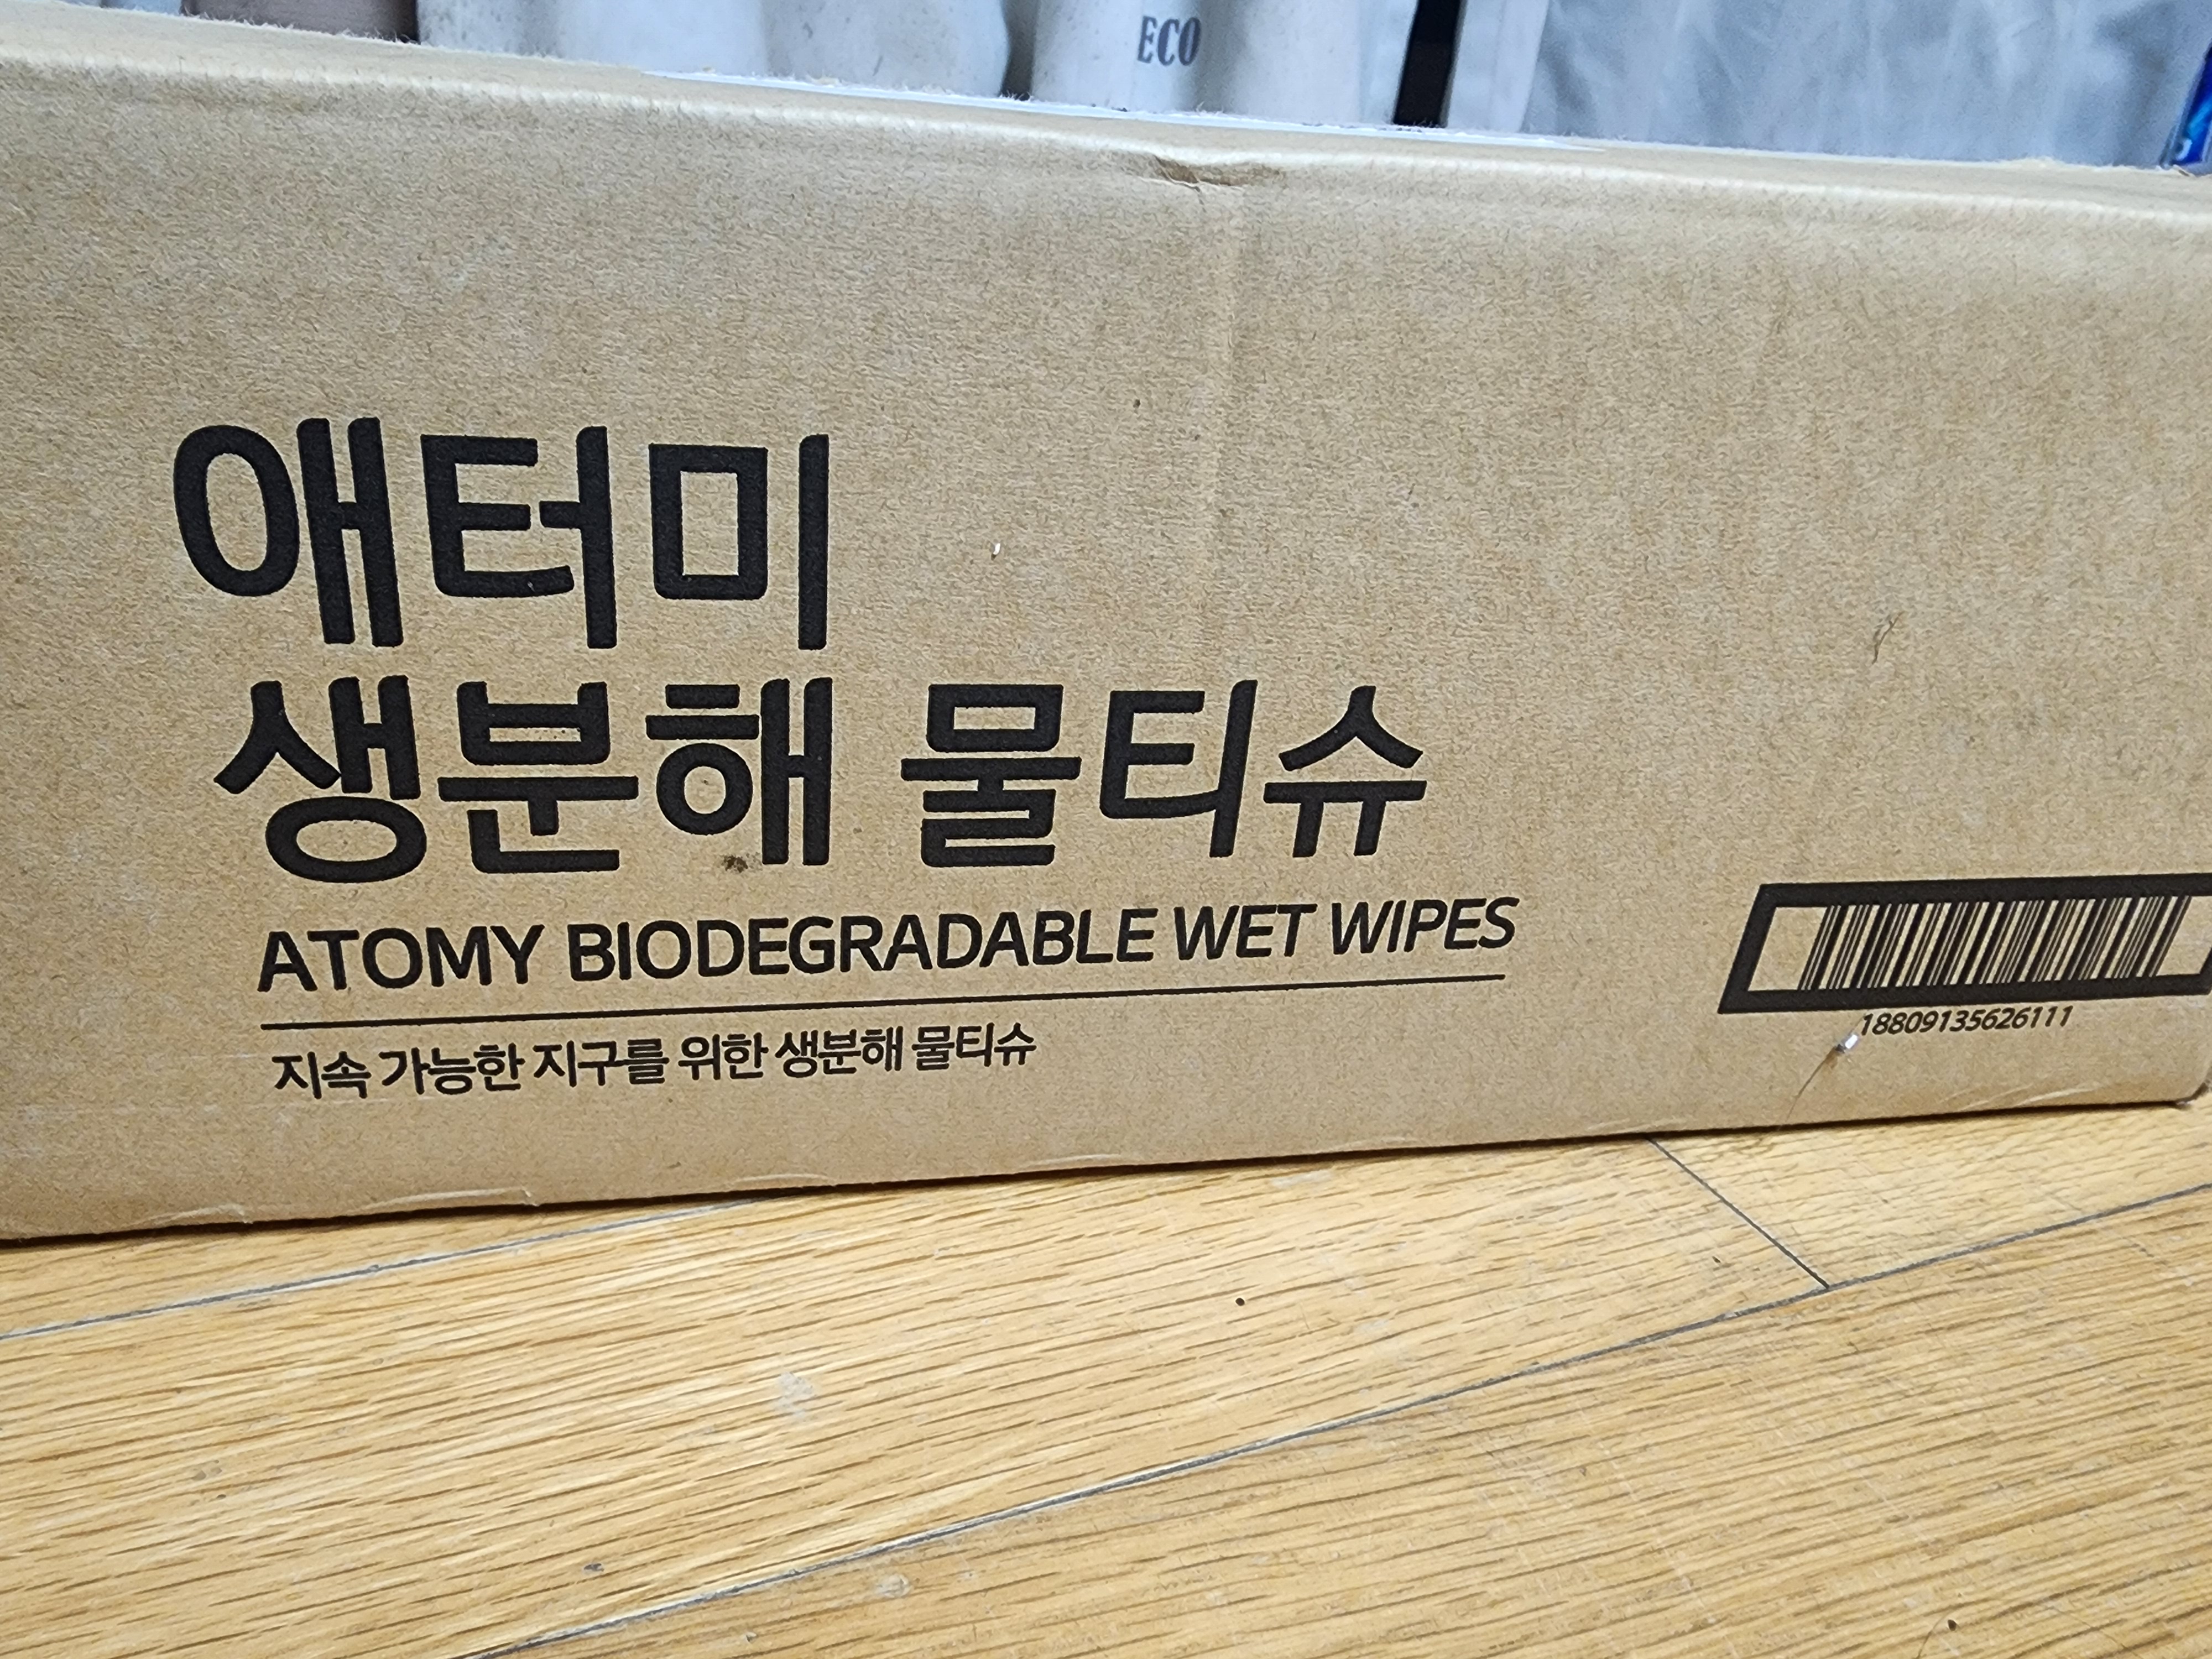 ECO
애터미
생분해 물티슈
ATOMY BIODEGRADABLE WET WIPES
지속 가능한 지구를 위한 생분해 물티슈
18809135626111